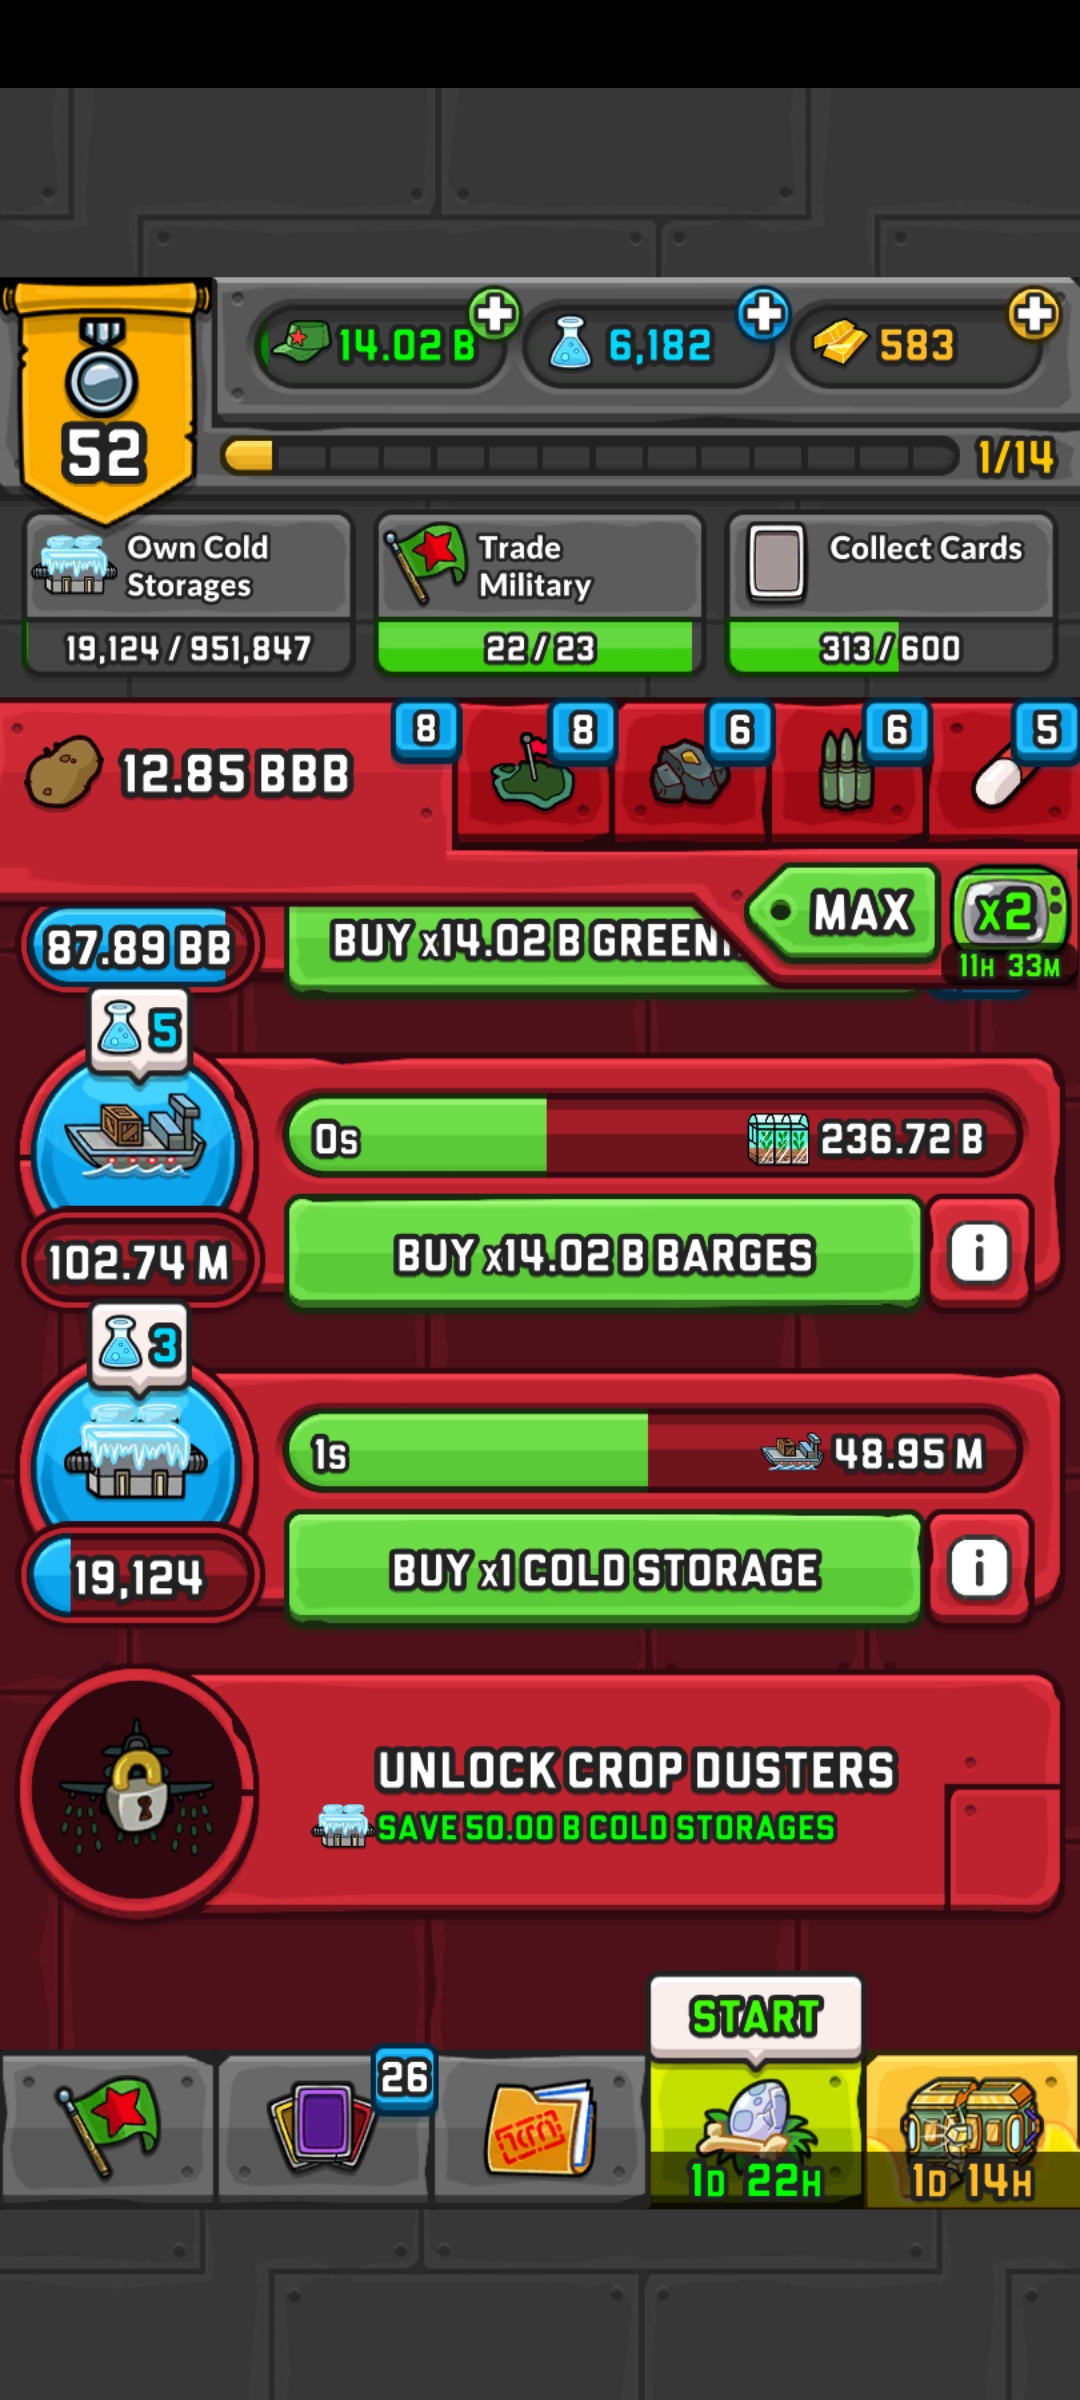 14.02 B
6,182
583
52
1/14
Own Cold
Storages
19,124 / 951,847
Trade
Military
22/23
Collect Cards
313/600
12.85 BBB
8
8
6
6
5
MAX
x2
11H 33M
87.89 BB
BUY x14.02 B
5
0s
236.72 B
102.74 M
BUY x14.02 B BARGES
i
3
1s
48.95 M
19,124
BUY x1 COLD STORAGE
i
UNLOCK CROP DUSTERS
SAVE 50.00 B COLD STORAGES
START
26
1D 22H
1D 14H